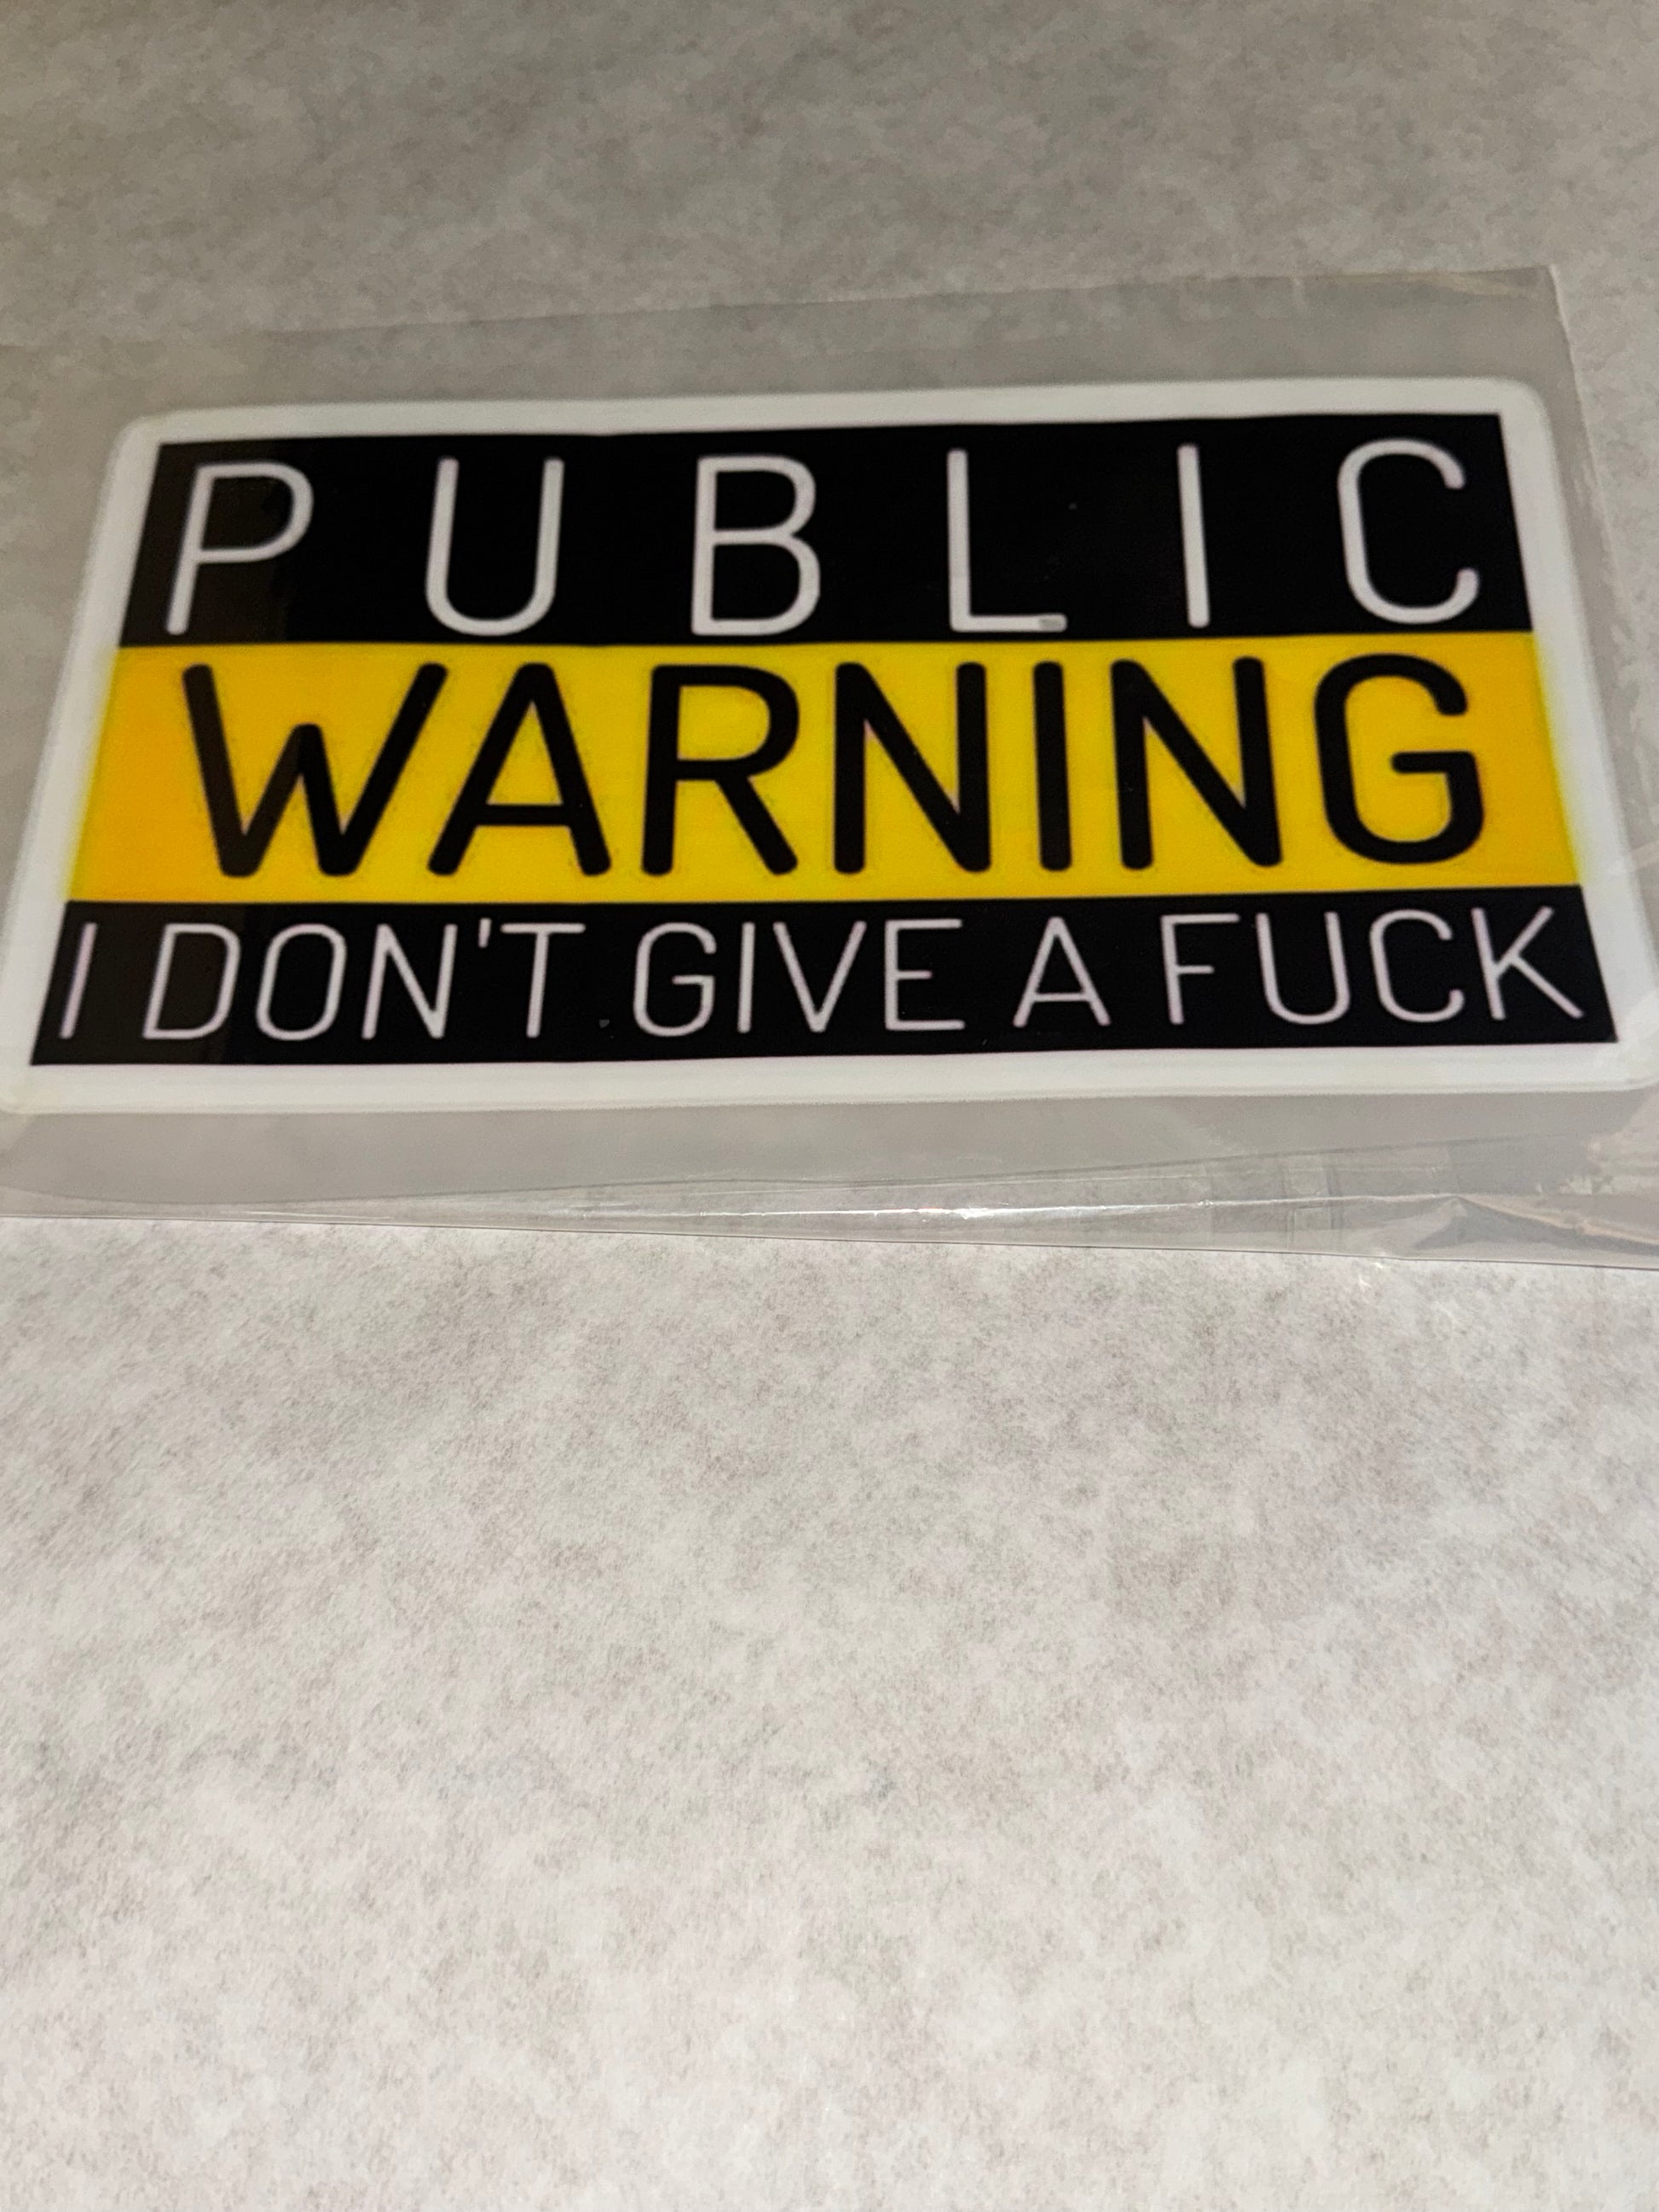 PUBLIC
WARNING
I DON'T GIVE A FUCK